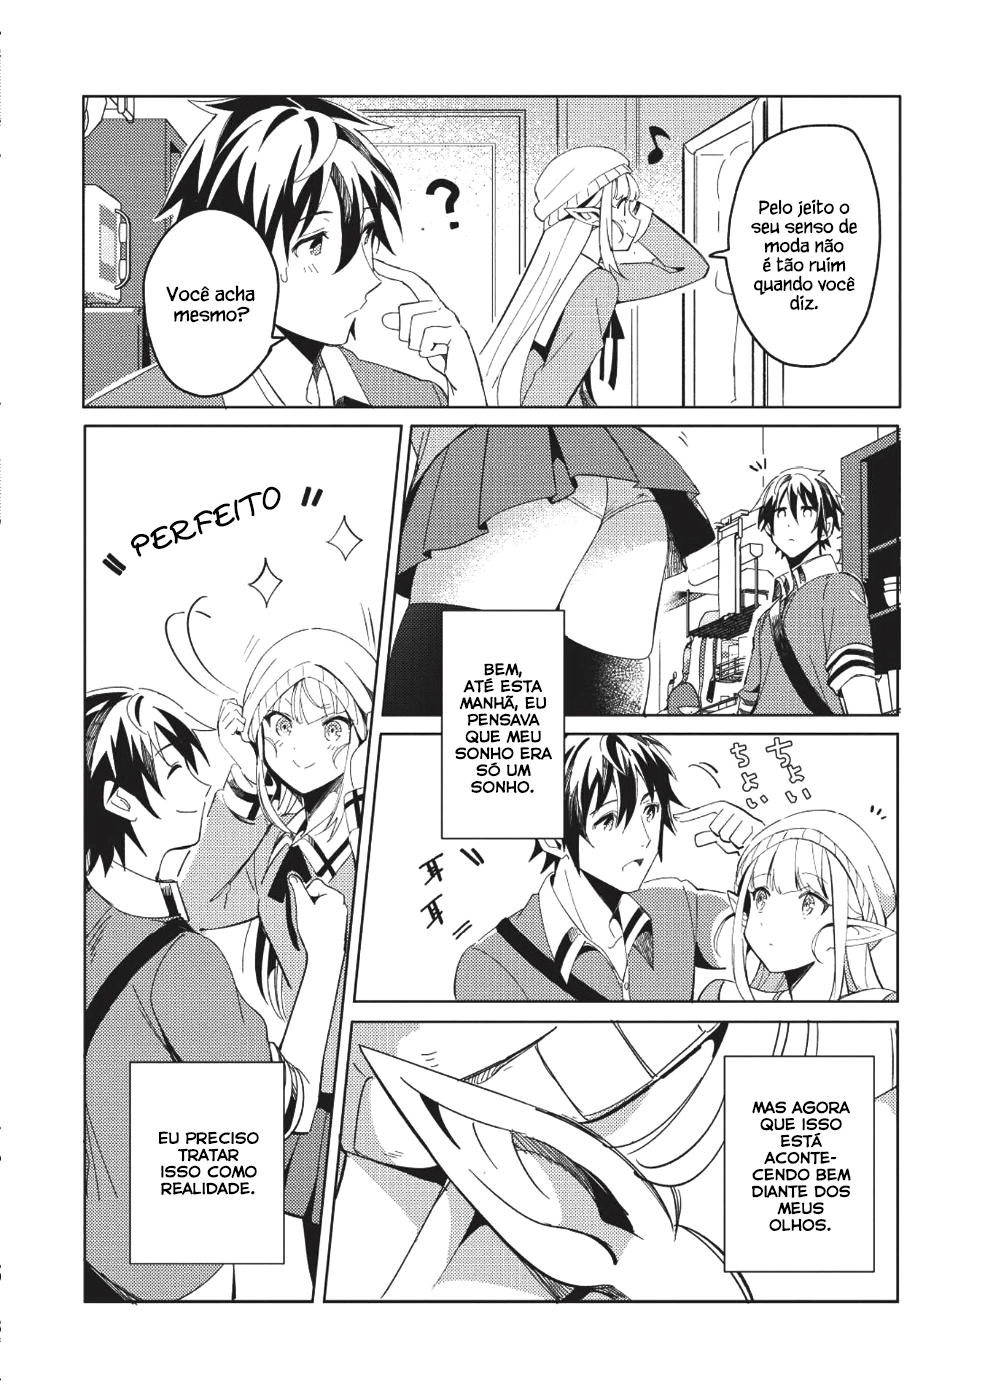 Pelo jeito o
seu senso de
moda não
é tão ruim
quando você
diz.
?
Você acha
mesmo?
BEM,
ATÉ ESTA
MANHÃ, EU
PENSAVA
QUE MEU
SONHO ERA
SÓ UM
SONHO.
ちょい
ちょい
耳
耳
MAS AGORA
QUE ISSO
ESTÁ
ACONTE-
CENDO BEM
DIANTE DOS
MEUS
OLHOS.
"PERFEITO"
EU PRECISO
TRATAR
ISSO COMO
REALIDADE.